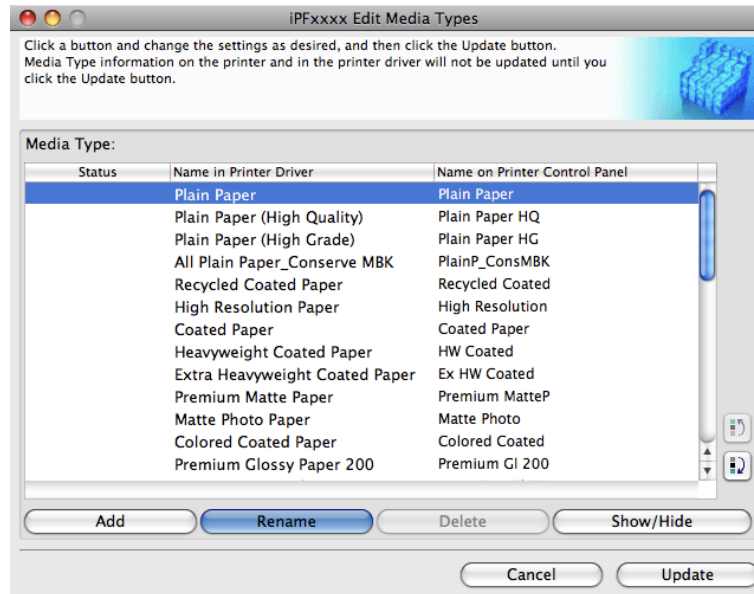 iPFxxxx Edit Media Types
Click a button and change the settings as desired, and then click the Update button.
Media Type information on the printer and in the printer driver will not be updated until you
click the Update button.
Media Type:
Status Name in Printer Driver Name on Printer Control Panel
Plain Paper Plain Paper
Plain Paper (High Quality) Plain Paper HQ
Plain Paper (High Grade) Plain Paper HG
All Plain Paper_Conserve MBK PlainP_ConsMBK
Recycled Coated Paper Recycled Coated
High Resolution Paper High Resolution
Coated Paper Coated Paper
Heavyweight Coated Paper HW Coated
Extra Heavyweight Coated Paper Ex HW Coated
Premium Matte Paper Premium MatteP
Matte Photo Paper Matte Photo
Colored Coated Paper Colored Coated
Premium Glossy Paper 200 Premium Gl 200
Add Rename Delete Show/Hide
Cancel Update